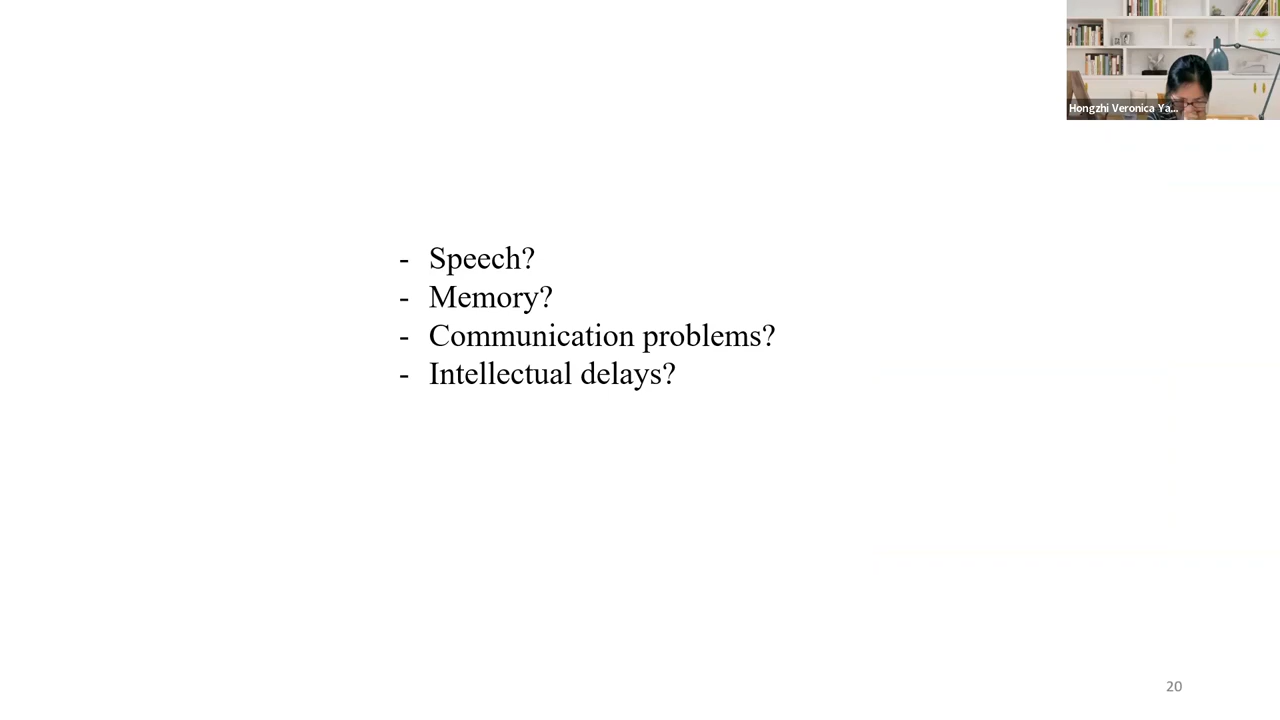 Hongzhi Veronica Ya...
- Speech?
- Memory?
- Communication problems?
- Intellectual delays?
20